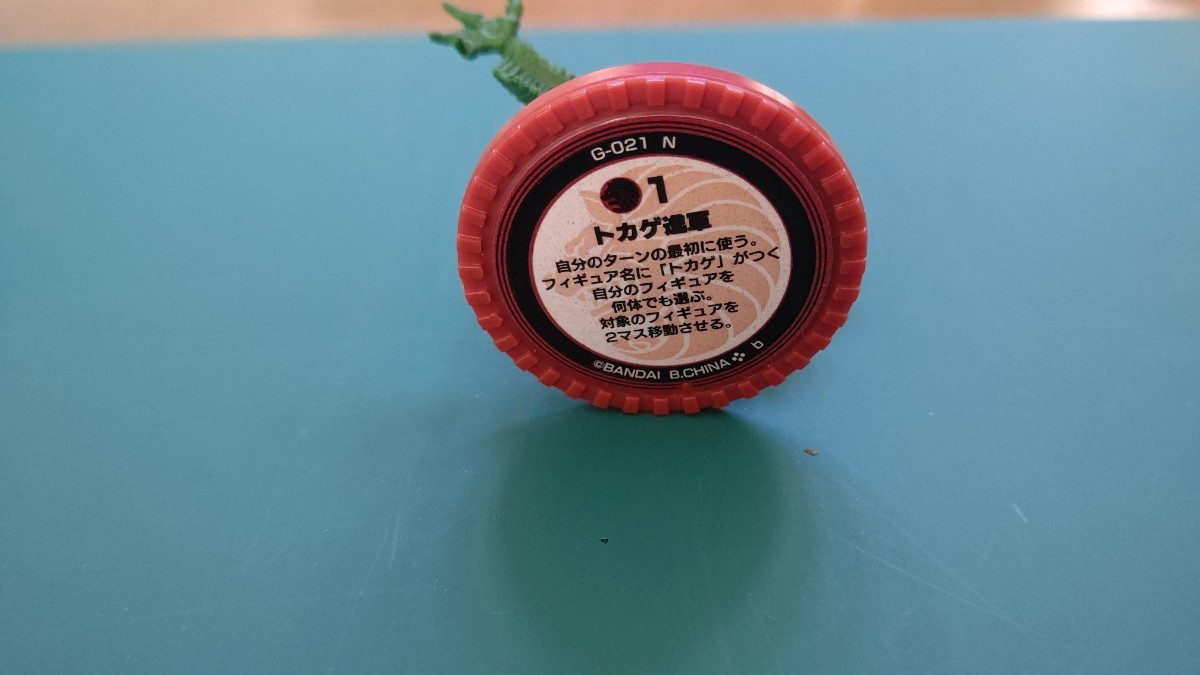 G-021 N
1
トカゲ進軍
自分のターンの最初に使う。
フィギュア名に「トカゲ」がつく
自分のフィギュアを
何体でも選ぶ。
対象のフィギュアを
2マス移動させる。
©BANDAI B.CHINA b